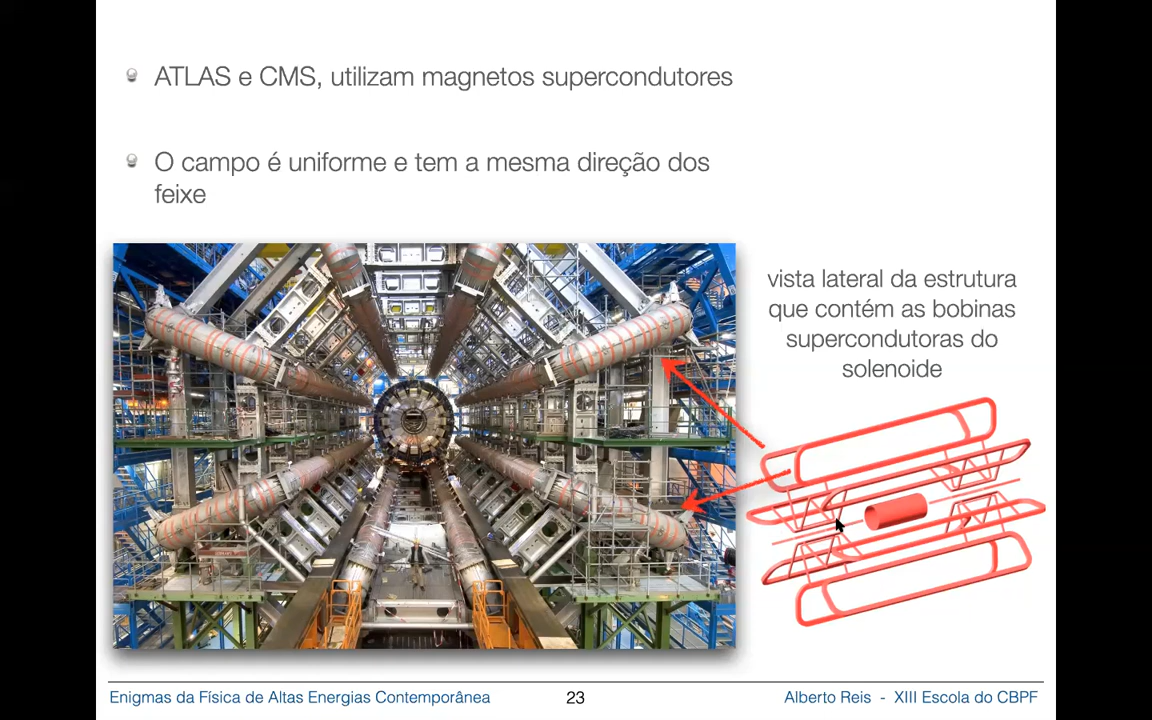 ATLAS e CMS, utilizam magnetos supercondutores
O campo é uniforme e tem a mesma direção dos
feixe
vista lateral da estrutura
que contém as bobinas
supercondutoras do
solenoide
Enigmas da Física de Altas Energias Contemporânea
23
Alberto Reis - XIII Escola do CBPF